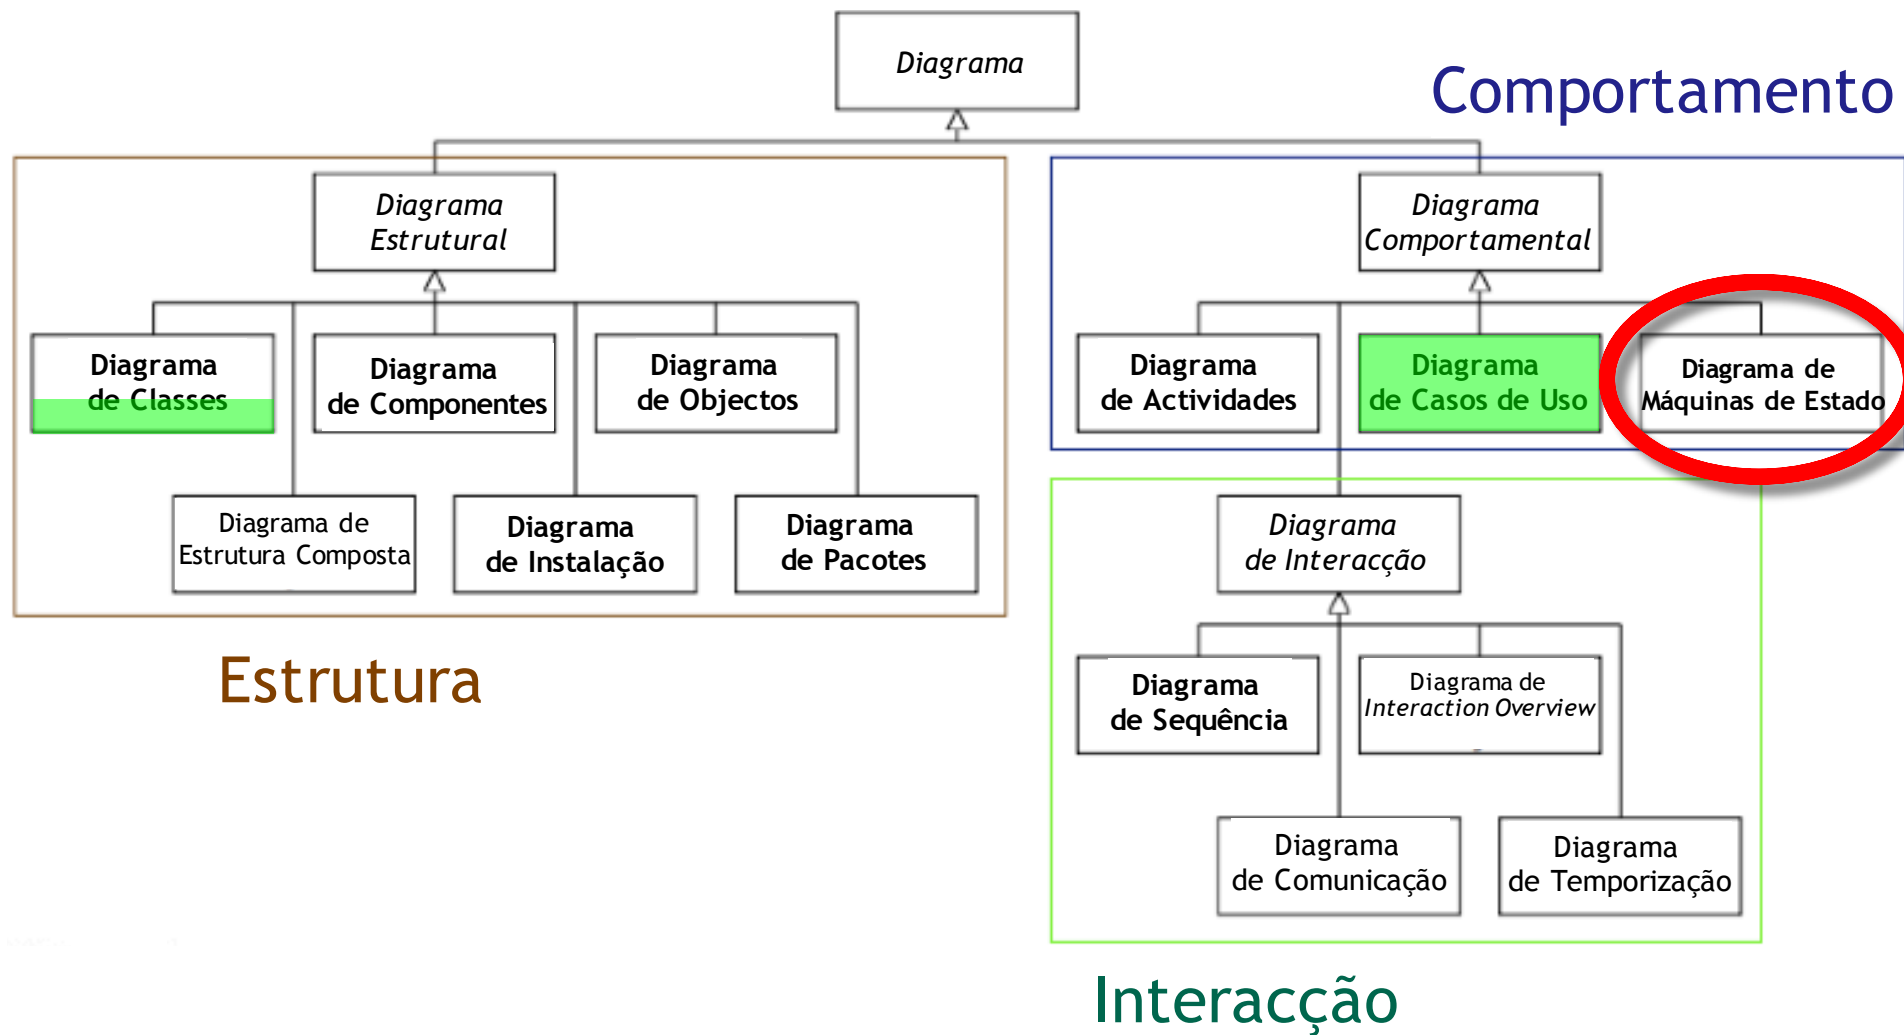 Diagrama
Comportamento
Diagrama
Estrutural
Diagrama
Comportamental
Diagrama
de Classes
Diagrama
de Componentes
Diagrama
de Objectos
Diagrama
de Actividades
Diagrama
de Casos de Uso
Diagrama de
Máquinas de Estado
Diagrama de
Estrutura Composta
Diagrama
de Instalação
Diagrama
de Pacotes
Diagrama
de Interacção
Estrutura
Diagrama
de Sequência
Diagrama de
Interaction Overview
Diagrama
de Comunicação
Diagrama
de Temporização
Interacção